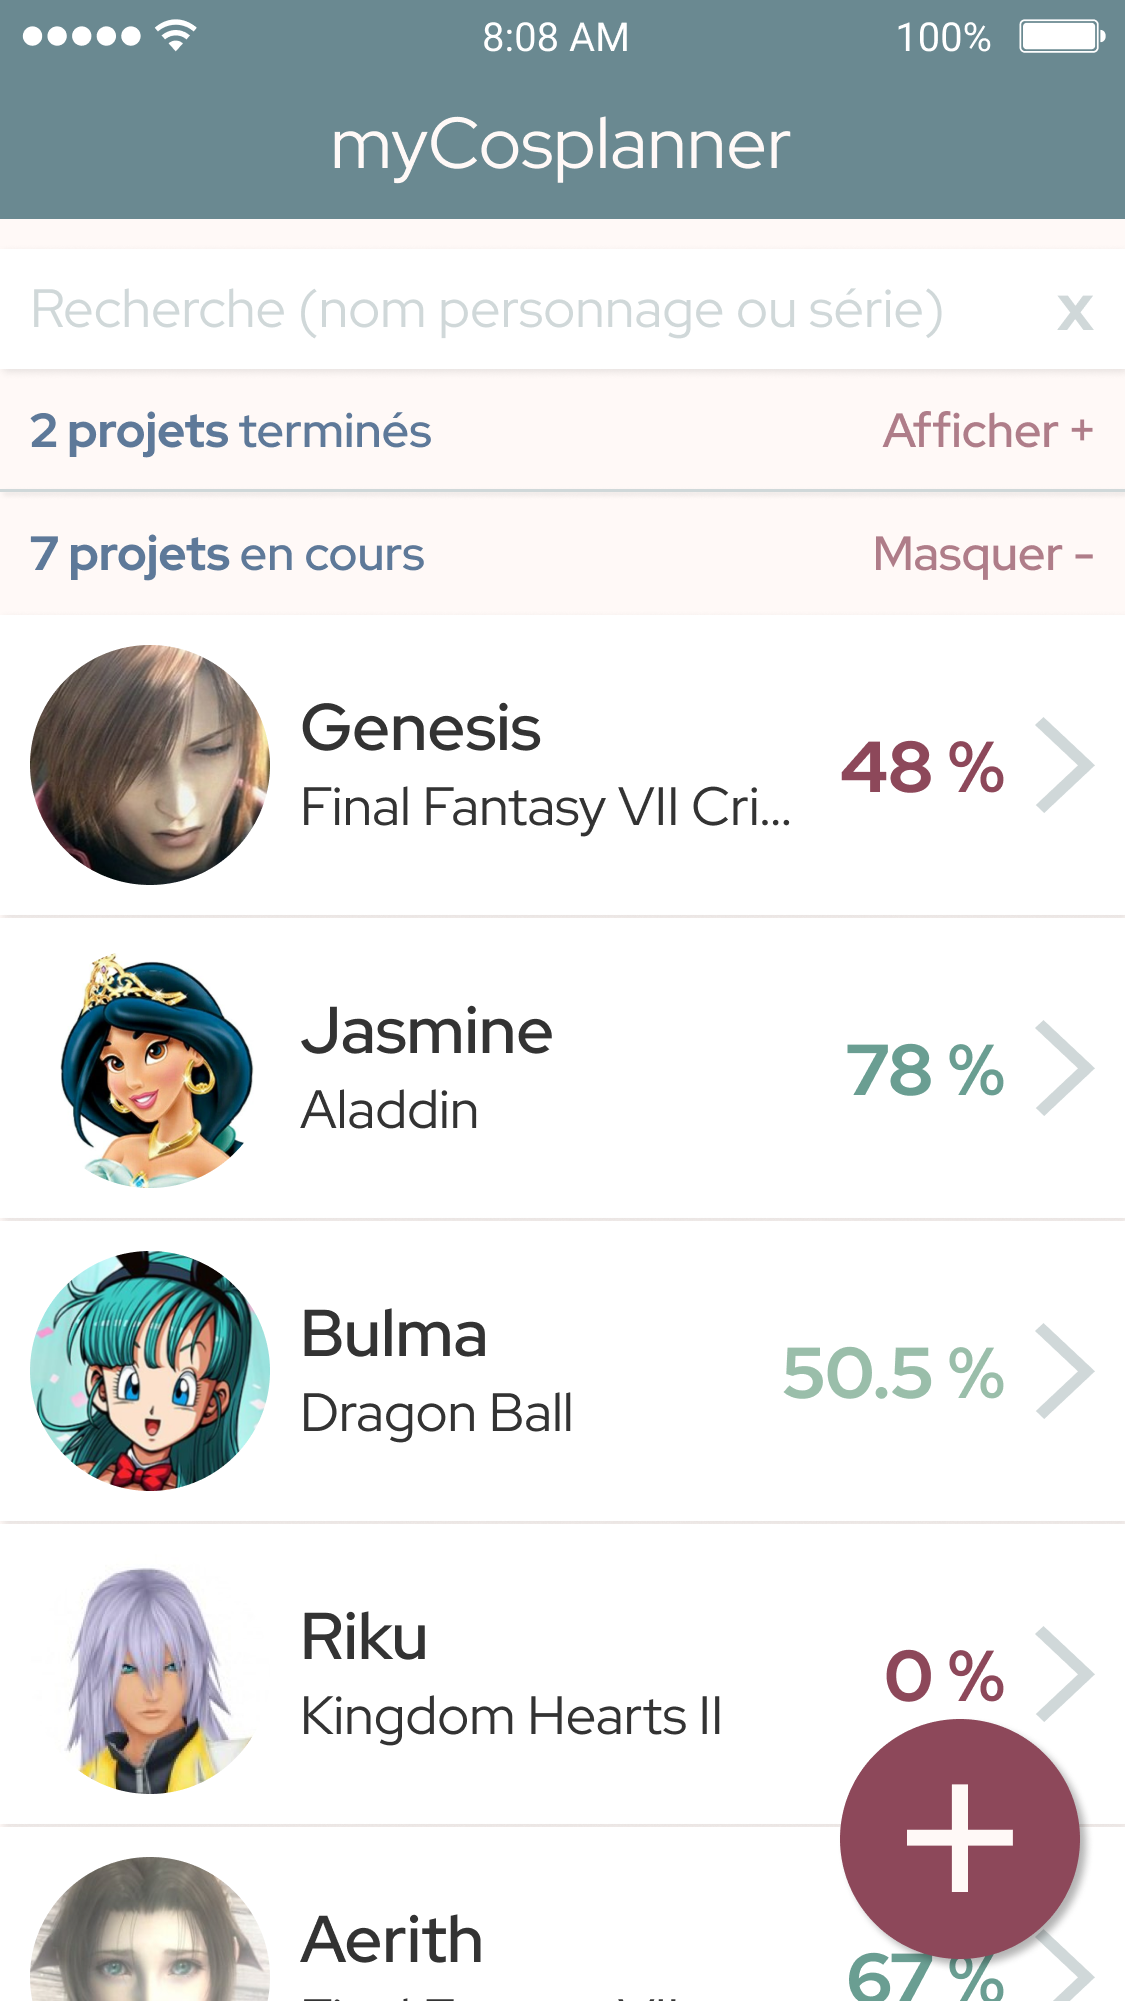 8:08 AM 100%
myCosplanner
Recherche (nom personnage ou série) x
2 projets terminés Afficher +
7 projets en cours Masquer -
Genesis
Final Fantasy VII Cri...
48 %
Jasmine
Aladdin
78 %
Bulma
Dragon Ball
50.5 %
Riku
Kingdom Hearts II
0 %
+
Aerith
67 %